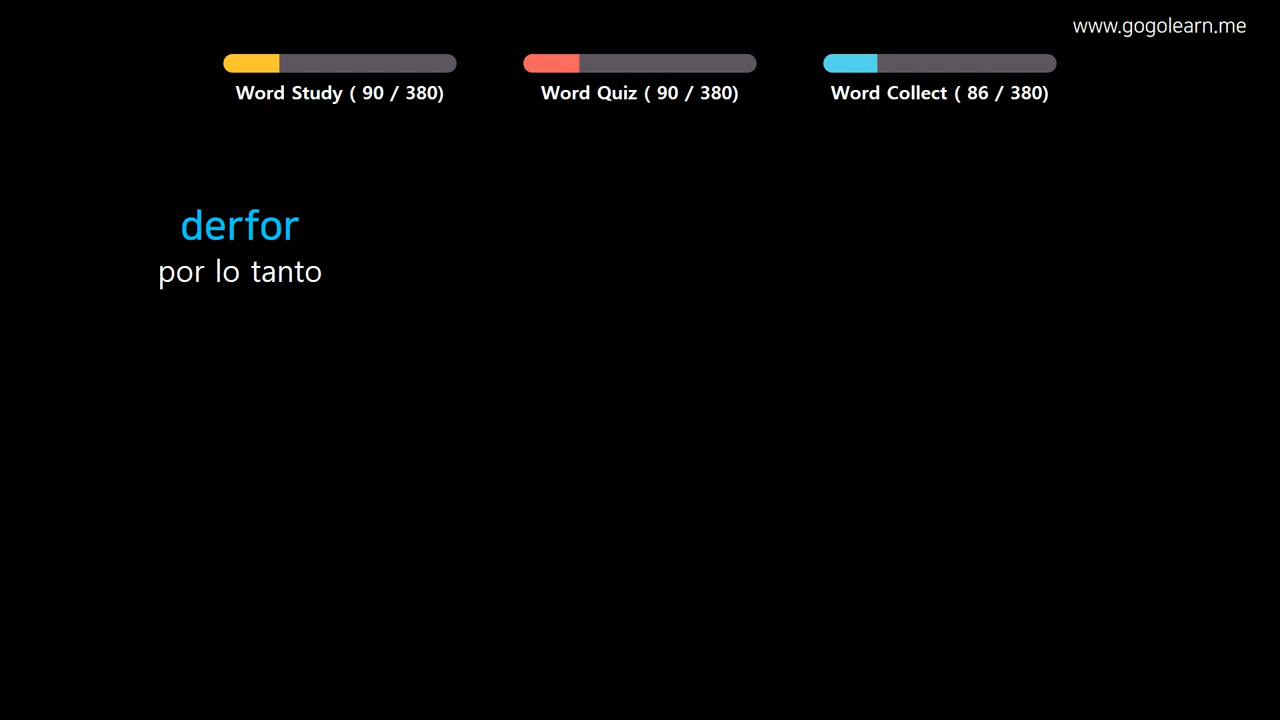 www.gogolearn.me
Word Study ( 90 / 380)
Word Quiz ( 90 / 380)
Word Collect ( 86 / 380)
derfor
por lo tanto